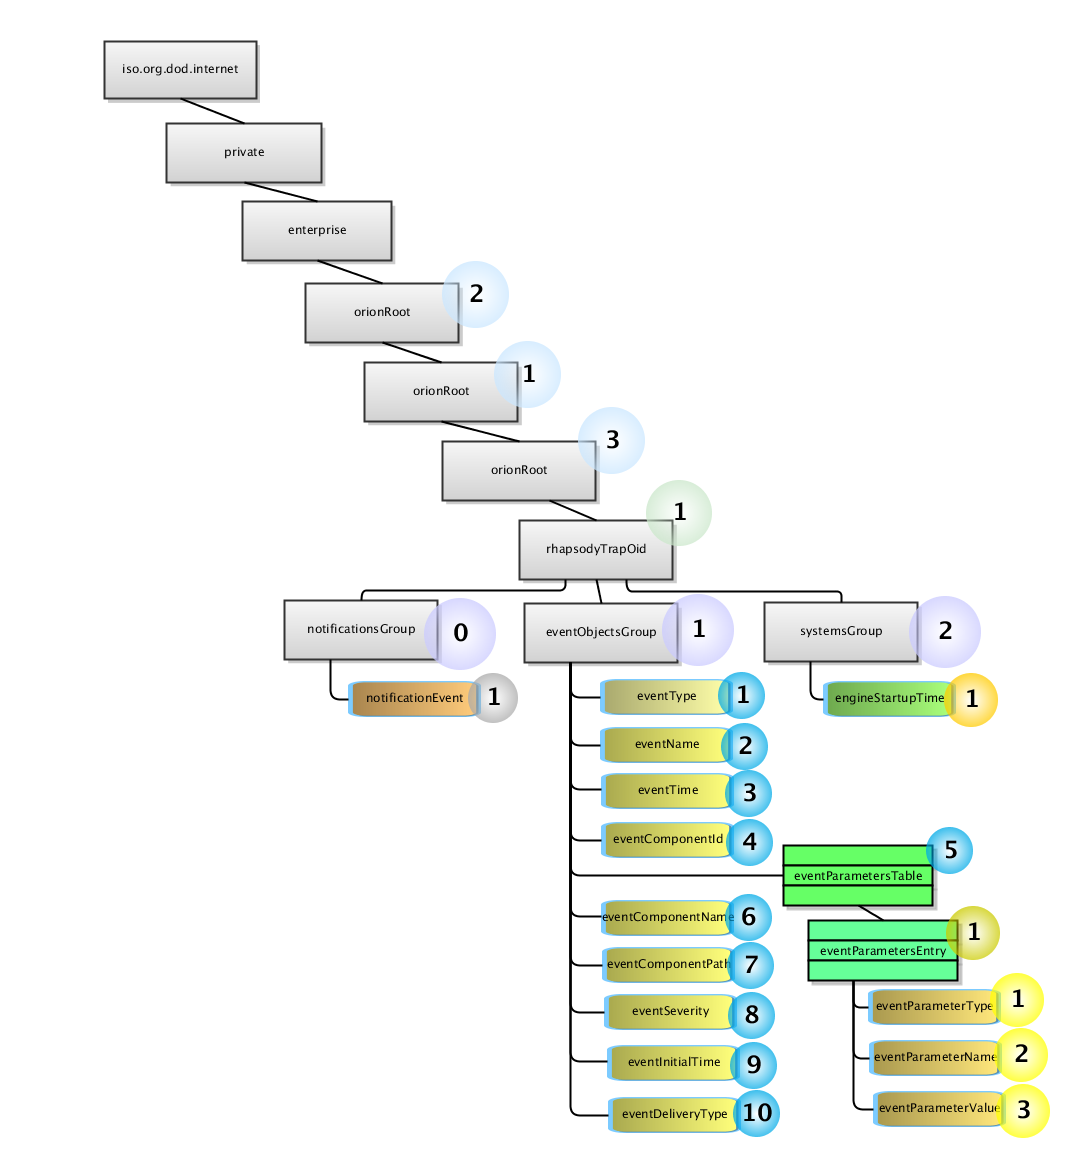 iso.org.dod.internet
private
enterprise
orionRoot
2
orionRoot
1
orionRoot
3
rhapsodyTrapOid
1
notificationsGroup
0
notificationEvent
1
eventObjectsGroup
1
eventType
1
eventName
2
eventTime
3
eventComponentId
4
eventParametersTable
5
eventParametersEntry
1
eventParameterType
1
eventParameterName
2
eventParameterValue
3
eventComponentName
6
eventComponentPath
7
eventSeverity
8
eventInitialTime
9
eventDeliveryType
10
systemsGroup
2
engineStartupTime
1